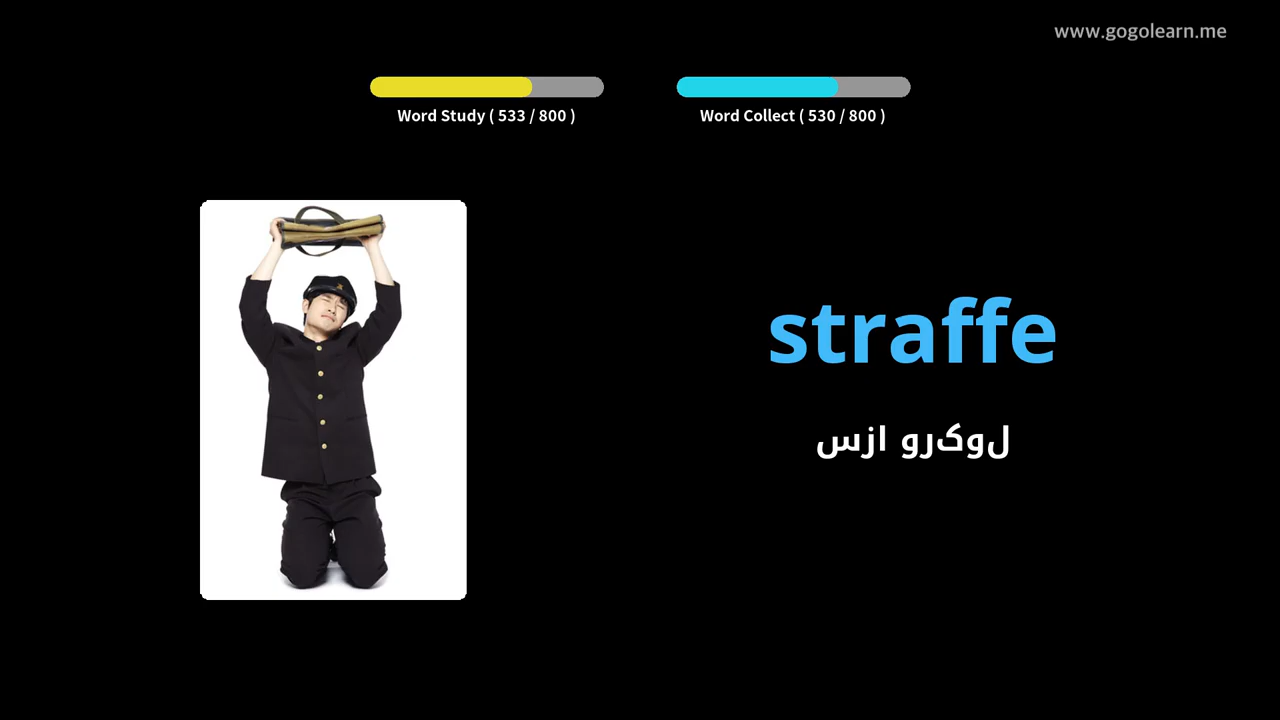 www.gogolearn.me
Word Study ( 533 / 800 )
Word Collect ( 530 / 800 )
straffe
لوکرو ازس